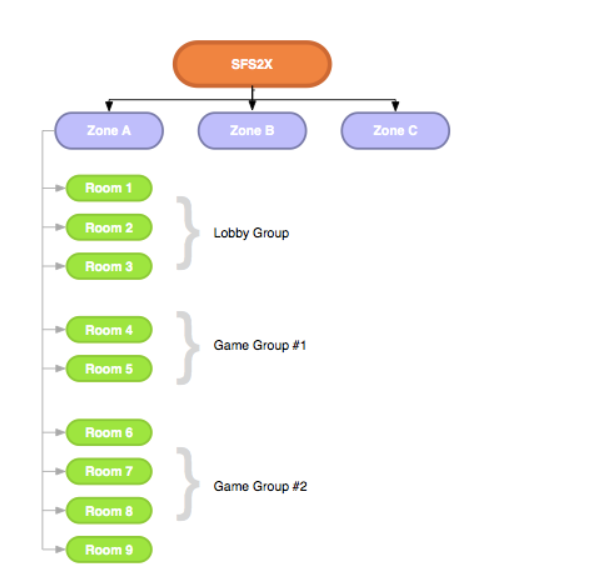 SFS2X
Zone A
Zone B
Zone C
Room 1
Room 2
Room 3
Lobby Group
Room 4
Room 5
Game Group #1
Room 6
Room 7
Room 8
Room 9
Game Group #2